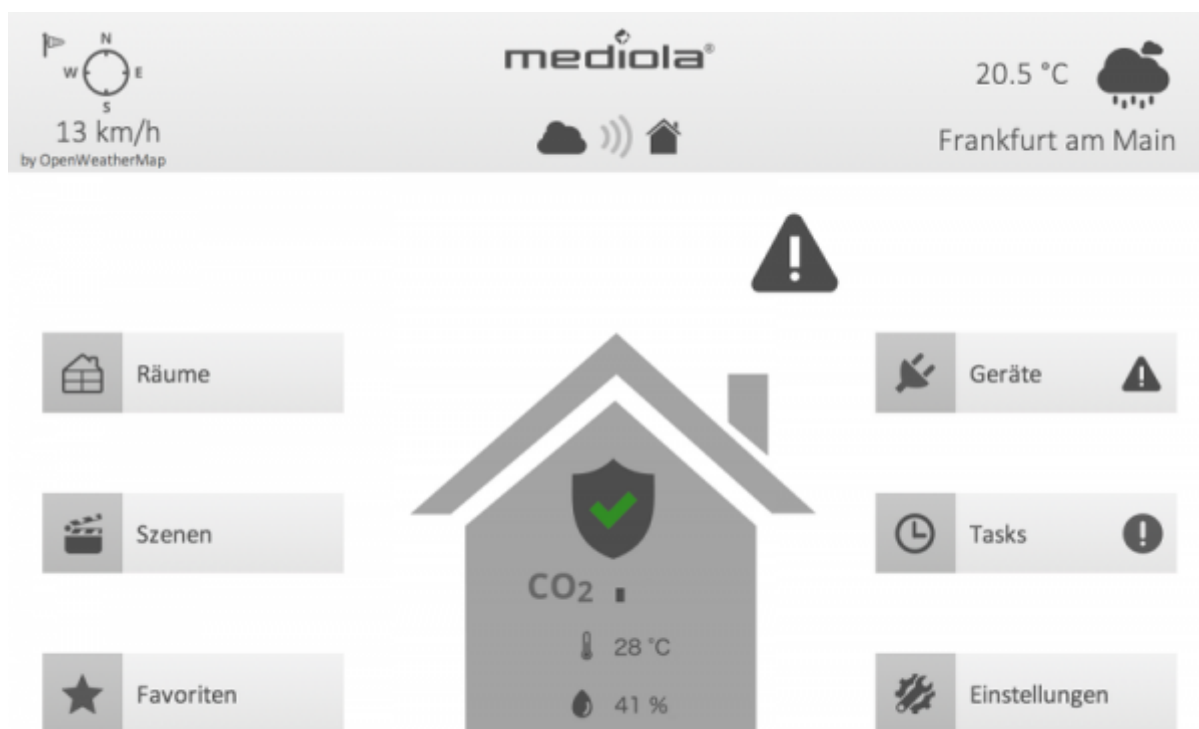 N
W E
S
13 km/h
by OpenWeatherMap
mediola®
20.5 °C
Frankfurt am Main
Räume
Szenen
Favoriten
CO2
28 °C
41 %
Geräte
Tasks
Einstellungen